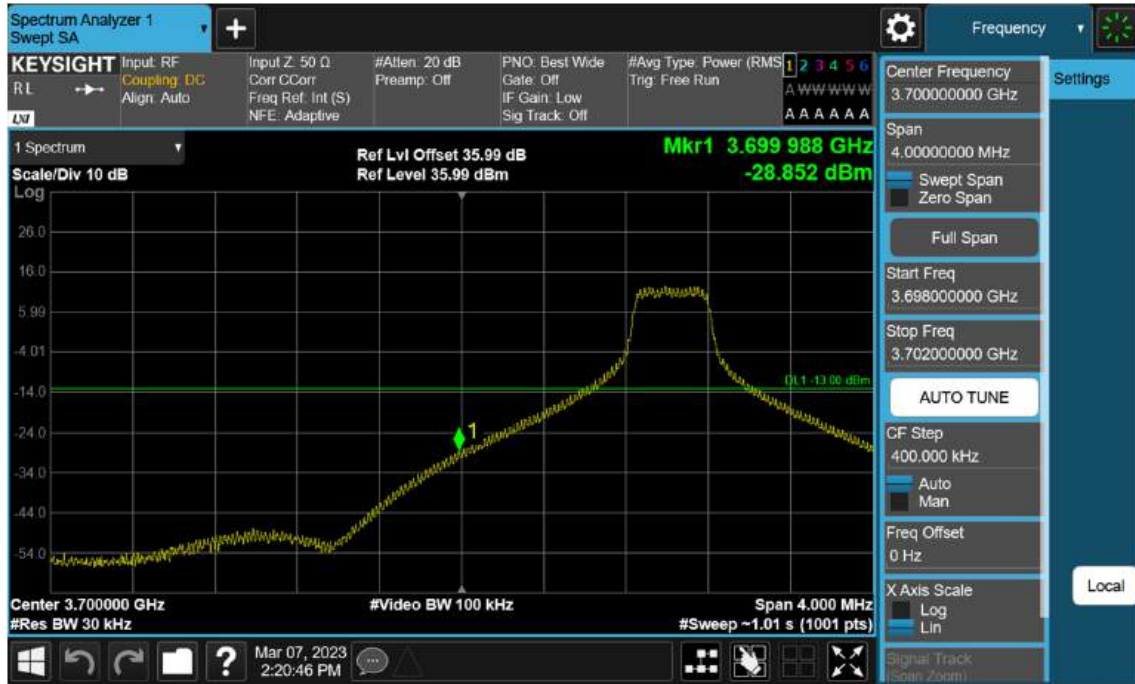 Spectrum Analyzer 1
Swept SA
Frequency
KEYSIGHT
RL
LXI
Input: RF
Coupling: DC
Align: Auto
Input Z: 50 Ω
Corr CCorr
Freq Ref: Int (S)
NFE: Adaptive
#Atten: 20 dB
Preamp: Off
PNO: Best Wide
Gate: Off
IF Gain: Low
Sig Track: Off
#Avg Type: Power (RMS
Trig: Free Run
1 2 3 4 5 6
A W W W W W
A A A A A A
1 Spectrum
Scale/Div 10 dB
Ref Lvl Offset 35.99 dB
Ref Level 35.99 dBm
Mkr1 3.699 988 GHz
-28.852 dBm
Log
26.0
16.0
5.99
-4.01
-14.0
-24.0
-34.0
-44.0
-54.0
DL1 -13.00 dBm
1
Center 3.700000 GHz
#Res BW 30 kHz
#Video BW 100 kHz
Span 4.000 MHz
#Sweep ~1.01 s (1001 pts)
Center Frequency
3.700000000 GHz
Span
4.00000000 MHz
Swept Span
Zero Span
Full Span
Start Freq
3.698000000 GHz
Stop Freq
3.702000000 GHz
AUTO TUNE
CF Step
400.000 kHz
Auto
Man
Freq Offset
0 Hz
X Axis Scale
Log
Lin
Signal Track
(Span Zoom)
Settings
Local
?
Mar 07, 2023
2:20:46 PM